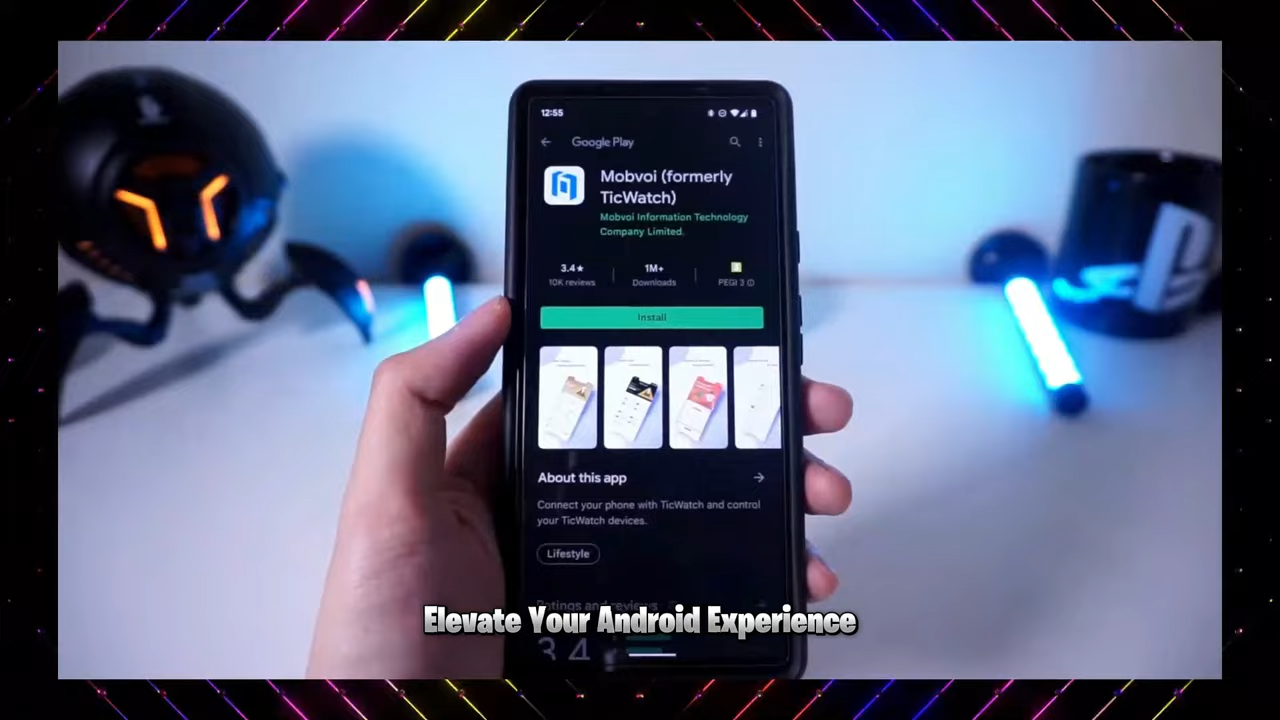 12:55
Google Play
Mobvoi (formerly
TicWatch)
Mobvoi Information Technology
Company Limited.
3.4★
1M+
10K reviews
Downloads
PEGI 3
Install
About this app
Connect your phone with TicWatch and control
your TicWatch devices.
Lifestyle
Ratings and reviews
Elevate Your Android Experience
3.4